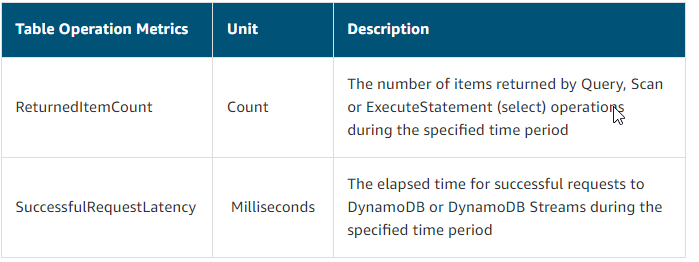 Table Operation Metrics
Unit
Description
ReturnedItemCount
Count
The number of items returned by Query, Scan
or ExecuteStatement (select) operations
during the specified time period
SuccessfulRequestLatency
Milliseconds
The elapsed time for successful requests to
DynamoDB or DynamoDB Streams during the
specified time period